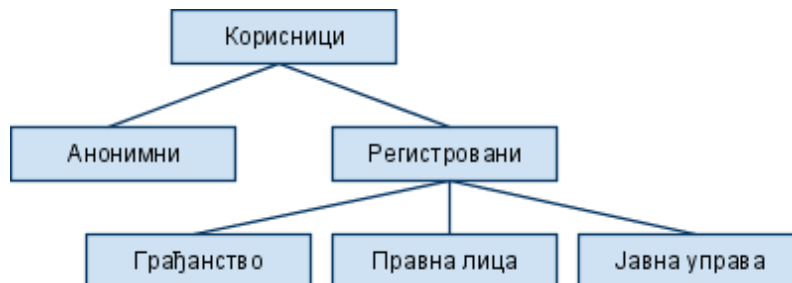 Корисници
Анонимни
Регистровани
Грађанство
Правна лица
Јавна управа